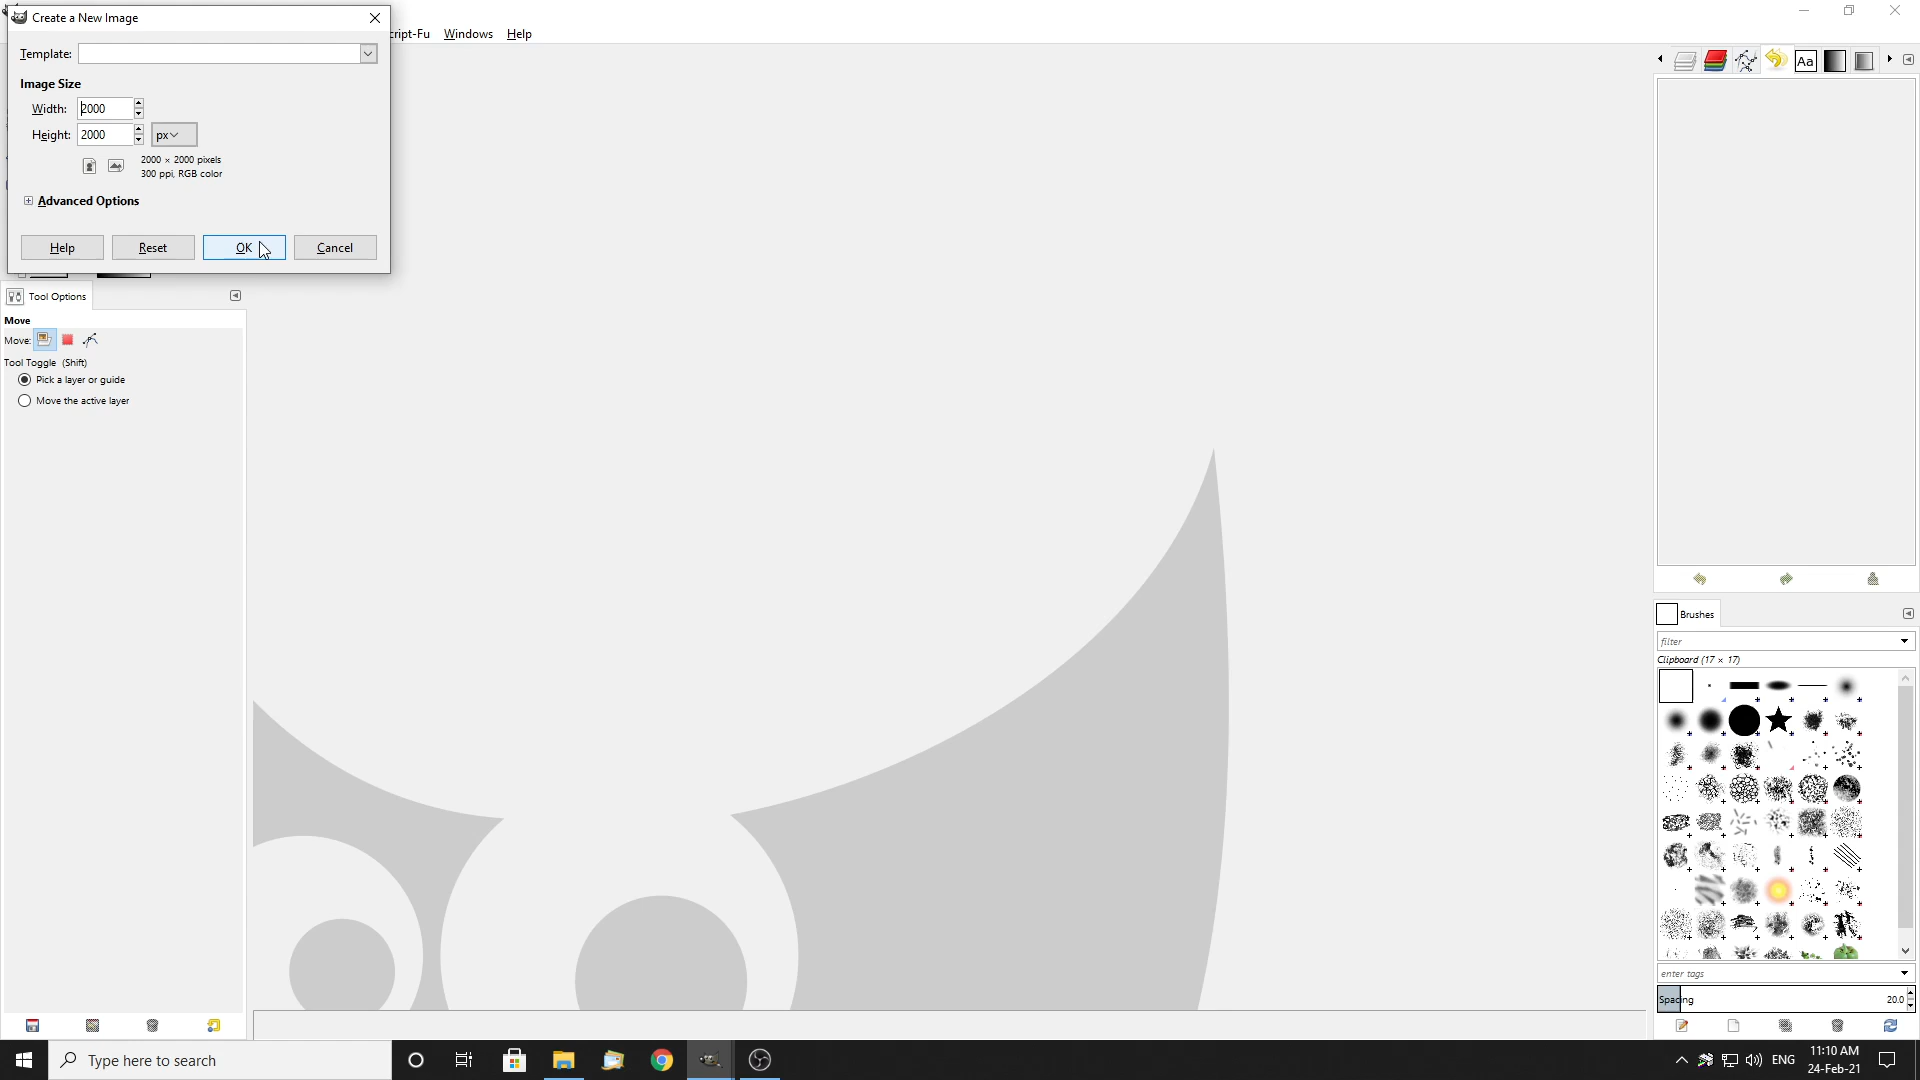 Create a New Image
cript-Fu Windows Help
Template:
Image Size
Width: 2000
Height: 2000 px
2000 × 2000 pixels
300 ppi, RGB color
Advanced Options
Help Reset OK Cancel
Tool Options
Move
Move:
Tool Toggle (Shift)
Pick a layer or guide
Move the active layer
Aa
Brushes
filter
Clipboard (17 × 17)
enter tags
Spacing 20.0
Type here to search
ENG
11:10 AM
24-Feb-21